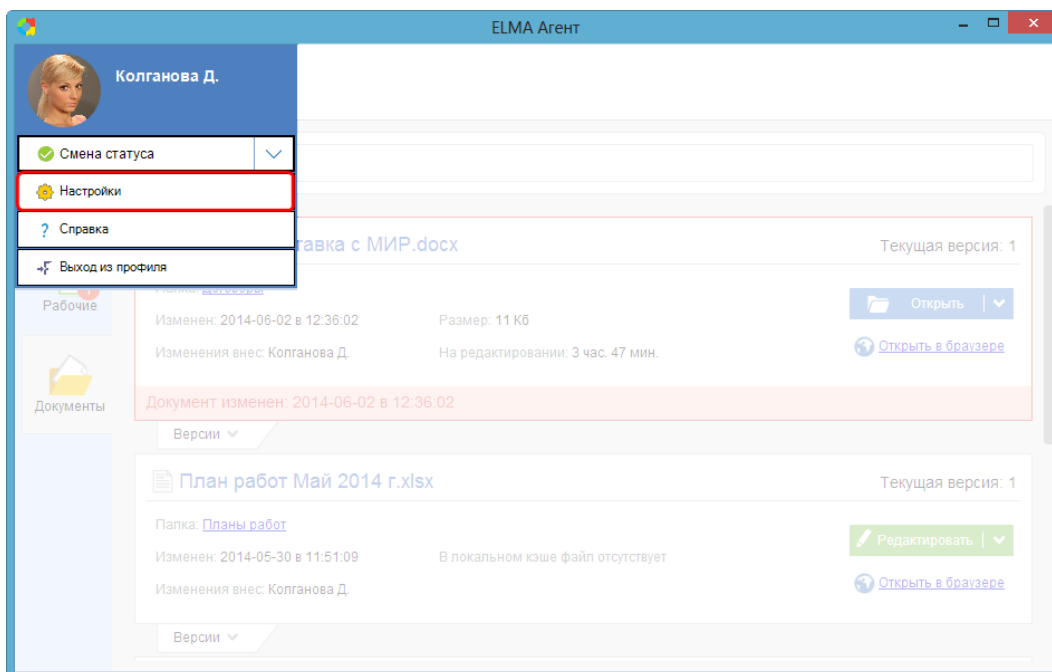 ELMA Агент
Колганова Д.
Смена статуса
Настройки
? Справка
Выход из профиля
тавка с МИР.docx
Текущая версия: 1
Рабочие
Изменен: 2014-06-02 в 12:36:02
Размер: 11 Кб
Открыть
Изменения внес: Колганова Д.
На редактировании: 3 час. 47 мин.
Открыть в браузере
Документы
Документ изменен: 2014-06-02 в 12:36:02
Версии
План работ Май 2014 г.xlsx
Текущая версия: 1
Папка: Планы работ
Редактировать
Изменен: 2014-05-30 в 11:51:09
В локальном кэше файл отсутствует
Открыть в браузере
Изменения внес: Колганова Д.
Версии